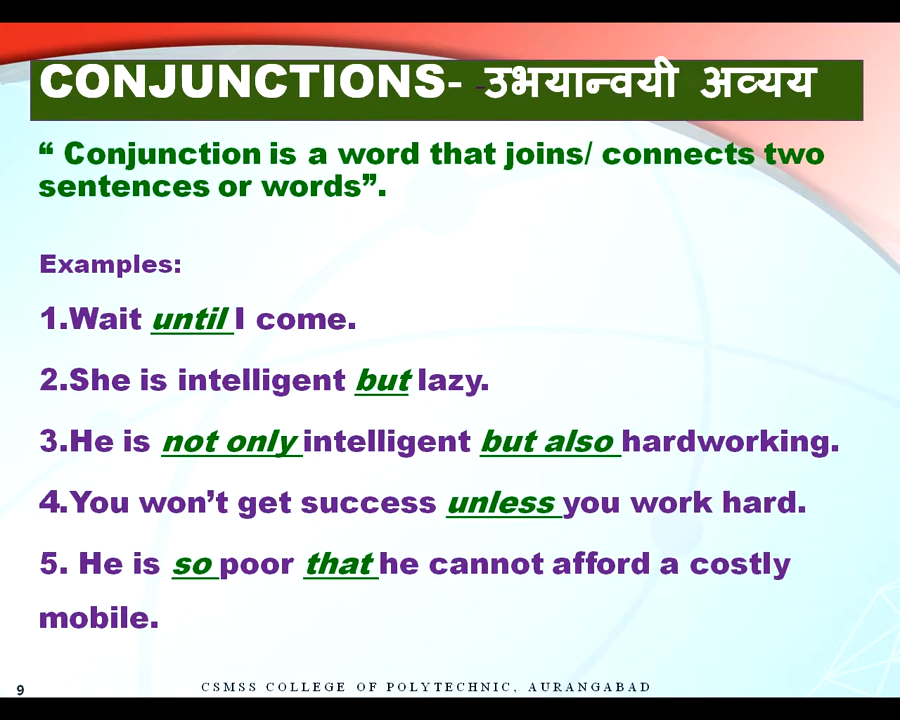 CONJUNCTIONS- -उभयान्वयी अव्यय
“ Conjunction is a word that joins/ connects two
sentences or words”.
Examples:
1.Wait until I come.
2.She is intelligent but lazy.
3.He is not only intelligent but also hardworking.
4.You won’t get success unless you work hard.
5. He is so poor that he cannot afford a costly
mobile.
9 CSMSS COLLEGE OF POLYTECHNIC, AURANGABAD